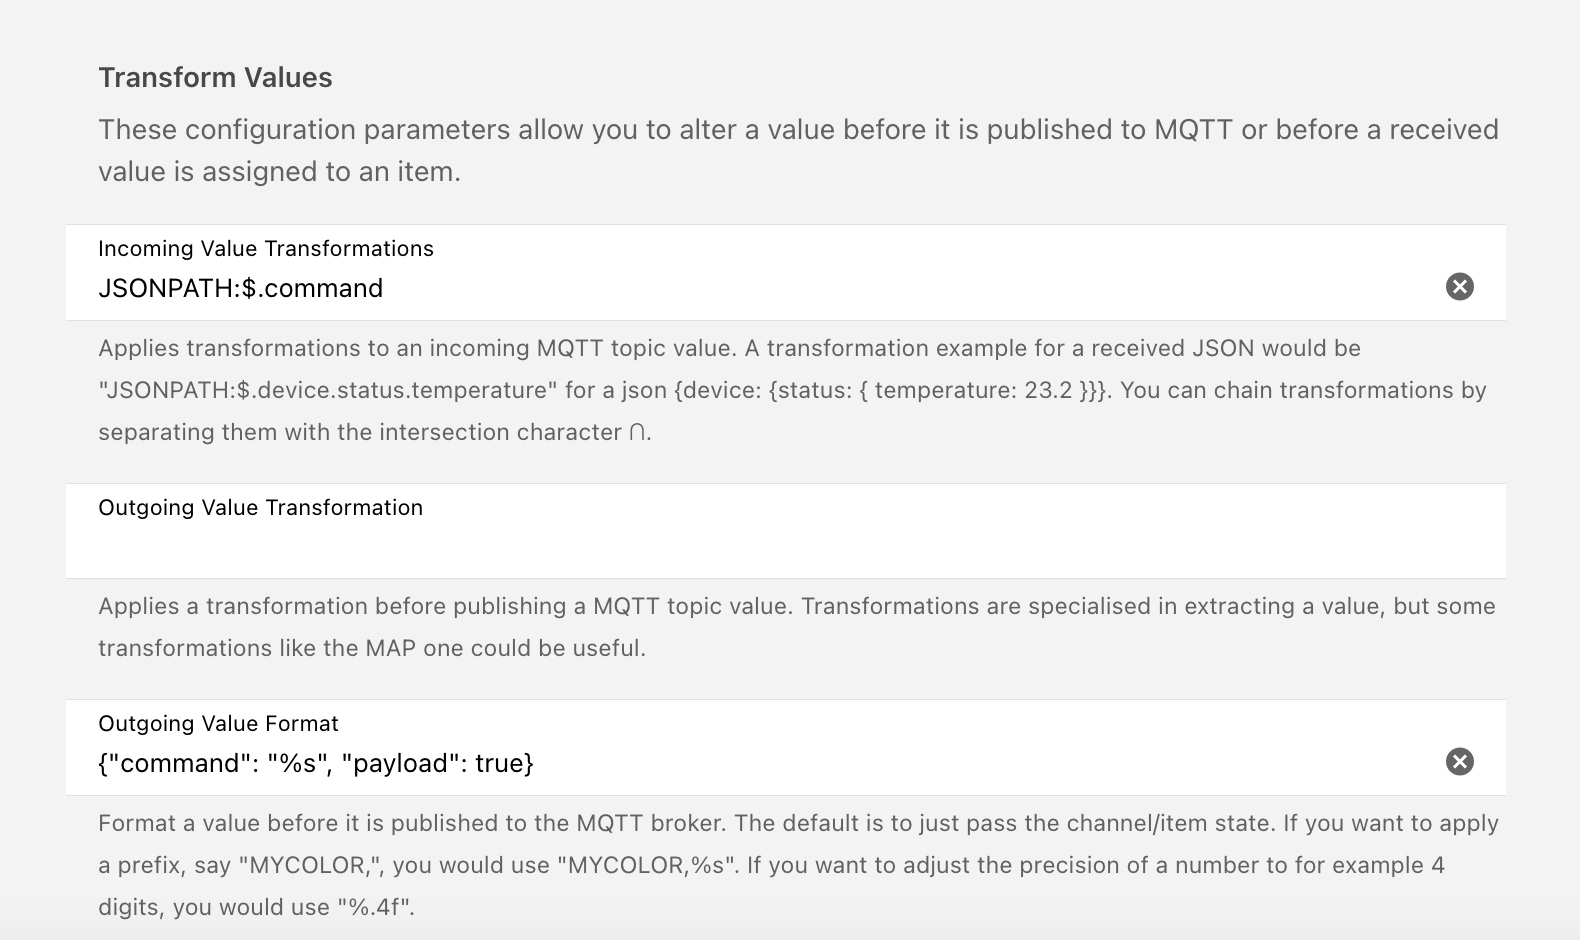 Transform Values
These configuration parameters allow you to alter a value before it is published to MQTT or before a received
value is assigned to an item.
Incoming Value Transformations
JSONPATH:$.command
Applies transformations to an incoming MQTT topic value. A transformation example for a received JSON would be
"JSONPATH:$.device.status.temperature" for a json {device: {status: { temperature: 23.2 }}}. You can chain transformations by
separating them with the intersection character ∩.
Outgoing Value Transformation
Applies a transformation before publishing a MQTT topic value. Transformations are specialised in extracting a value, but some
transformations like the MAP one could be useful.
Outgoing Value Format
{"command": "%s", "payload": true}
Format a value before it is published to the MQTT broker. The default is to just pass the channel/item state. If you want to apply
a prefix, say "MYCOLOR,", you would use "MYCOLOR,%s". If you want to adjust the precision of a number to for example 4
digits, you would use "%.4f".